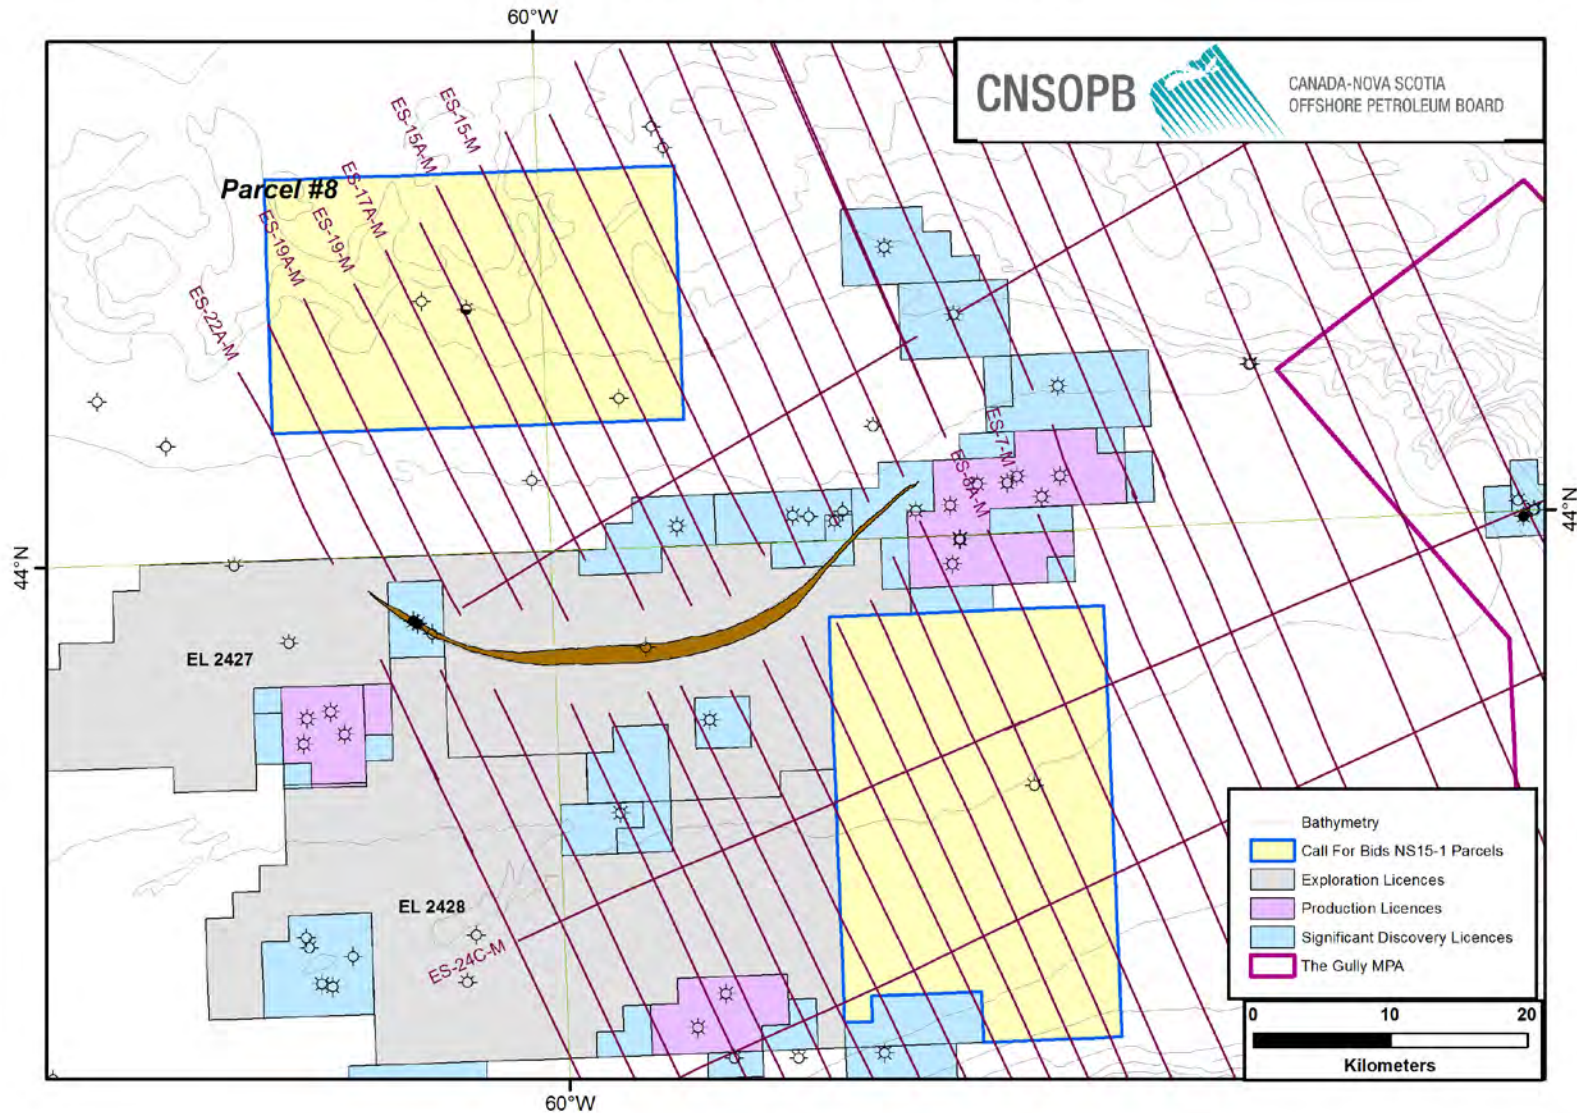 60°W
CNSOPB
CANADA-NOVA SCOTIA
OFFSHORE PETROLEUM BOARD
ES-15-M
ES-15A-M
Parcel #8
ES-17A-M
ES-19-M
ES-19A-M
ES-22A-M
ES-7-M
ES-8A-M
44°N
44°N
EL 2427
EL 2428
ES-24C-M
Bathymetry
Call For Bids NS15-1 Parcels
Exploration Licences
Production Licences
Significant Discovery Licences
The Gully MPA
0 10 20
Kilometers
60°W